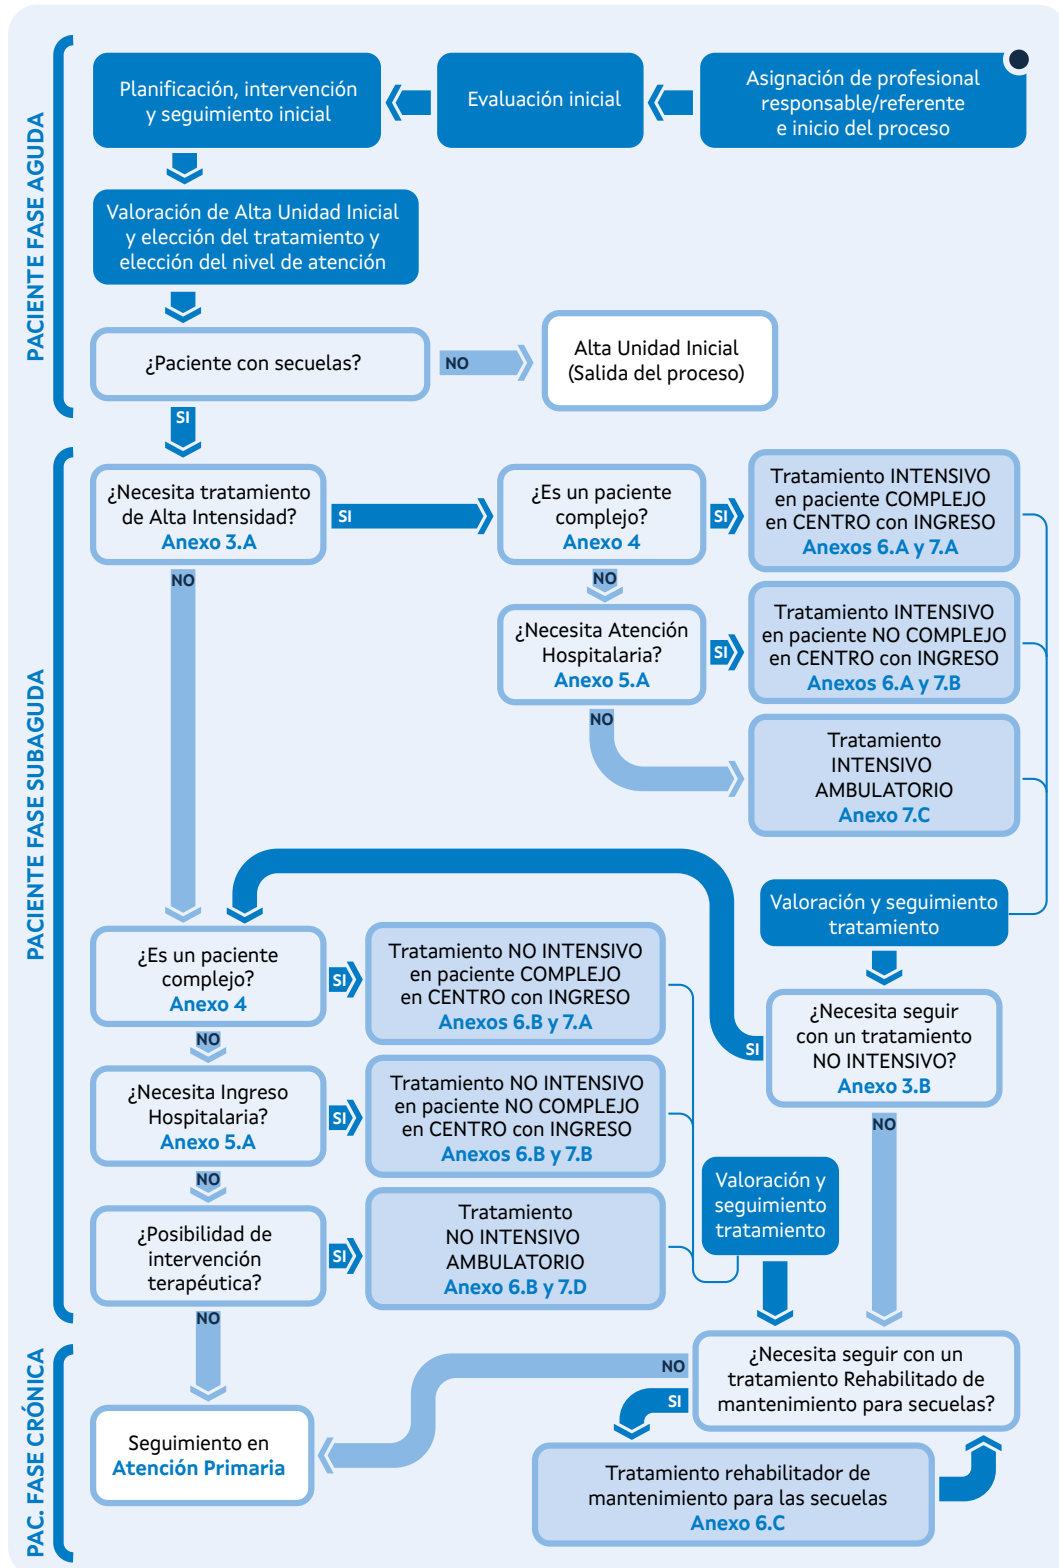 PACIENTE FASE AGUDA
Asignación de profesional
responsable/referente
e inicio del proceso
Evaluación inicial
Planificación, intervención
y seguimiento inicial
Valoración de Alta Unidad Inicial
y elección del tratamiento y
elección del nivel de atención
¿Paciente con secuelas?
NO
Alta Unidad Inicial
(Salida del proceso)
SI
PACIENTE FASE SUBAGUDA
¿Necesita tratamiento
de Alta Intensidad?
Anexo 3.A
SI
¿Es un paciente
complejo?
Anexo 4
SI
Tratamiento INTENSIVO
en paciente COMPLEJO
en CENTRO con INGRESO
Anexos 6.A y 7.A
NO
NO
¿Necesita Atención
Hospitalaria?
Anexo 5.A
SI
Tratamiento INTENSIVO
en paciente NO COMPLEJO
en CENTRO con INGRESO
Anexos 6.A y 7.B
NO
Tratamiento
INTENSIVO
AMBULATORIO
Anexo 7.C
Valoración y seguimiento
tratamiento
¿Necesita seguir
con un tratamiento
NO INTENSIVO?
Anexo 3.B
SI
NO
¿Es un paciente
complejo?
Anexo 4
SI
Tratamiento NO INTENSIVO
en paciente COMPLEJO
en CENTRO con INGRESO
Anexos 6.B y 7.A
NO
¿Necesita Ingreso
Hospitalaria?
Anexo 5.A
SI
Tratamiento NO INTENSIVO
en paciente NO COMPLEJO
en CENTRO con INGRESO
Anexos 6.B y 7.B
NO
¿Posibilidad de
intervención
terapéutica?
SI
Tratamiento
NO INTENSIVO
AMBULATORIO
Anexo 6.B y 7.D
Valoración y
seguimiento
tratamiento
NO
PAC. FASE CRÓNICA
¿Necesita seguir con un
tratamiento Rehabilitado de
mantenimiento para secuelas?
NO
SI
Seguimiento en
Atención Primaria
Tratamiento rehabilitador de
mantenimiento para las secuelas
Anexo 6.C